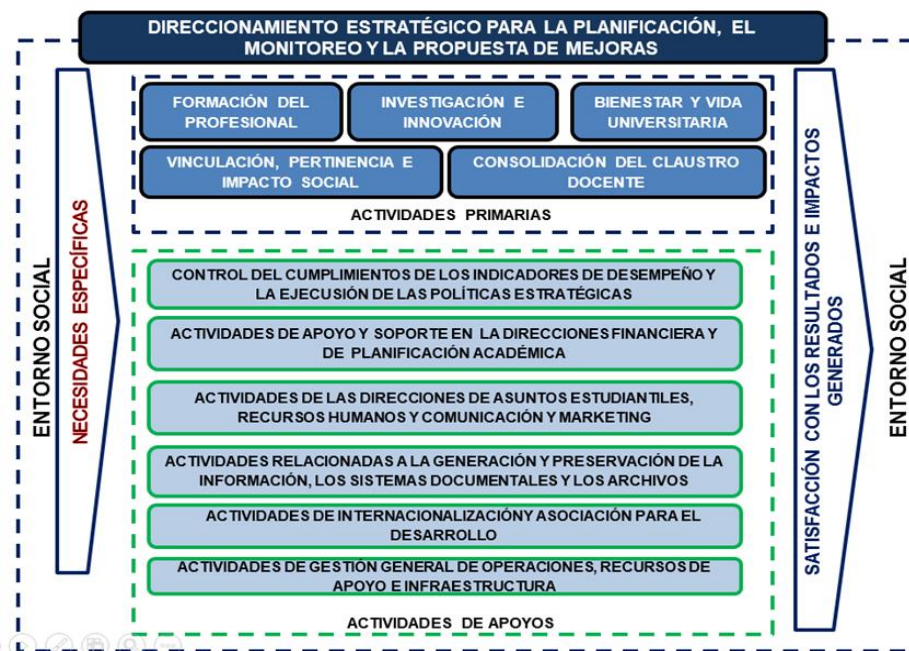 DIRECCIONAMIENTO ESTRATÉGICO PARA LA PLANIFICACIÓN, EL
MONITOREO Y LA PROPUESTA DE MEJORAS
ENTORNO SOCIAL
NECESIDADES ESPECÍFICAS
FORMACIÓN DEL
PROFESIONAL
INVESTIGACIÓN E
INNOVACIÓN
BIENESTAR Y VIDA
UNIVERSITARIA
VINCULACIÓN, PERTINENCIA E
IMPACTO SOCIAL
CONSOLIDACIÓN DEL CLAUSTRO
DOCENTE
ACTIVIDADES PRIMARIAS
CONTROL DEL CUMPLIMIENTOS DE LOS INDICADORES DE DESEMPEÑO Y
LA EJECUCIÓN DE LAS POLÍTICAS ESTRATÉGICAS
ACTIVIDADES DE APOYO Y SOPORTE EN LA DIRECCIONES FINANCIERA Y
DE PLANIFICACIÓN ACADÉMICA
ACTIVIDADES DE LAS DIRECCIONES DE ASUNTOS ESTUDIANTILES,
RECURSOS HUMANOS Y COMUNICACIÓN Y MARKETING
ACTIVIDADES RELACIONADAS A LA GENERACIÓN Y PRESERVACIÓN DE LA
INFORMACIÓN, LOS SISTEMAS DOCUMENTALES Y LOS ARCHIVOS
ACTIVIDADES DE INTERNACIONALIZACIÓNY ASOCIACIÓN PARA EL
DESARROLLO
ACTIVIDADES DE GESTIÓN GENERAL DE OPERACIONES, RECURSOS DE
APOYO E INFRAESTRUCTURA
ACTIVIDADES DE APOYOS
SATISFACCIÓN CON LOS RESULTADOS E IMPACTOS
GENERADOS
ENTORNO SOCIAL